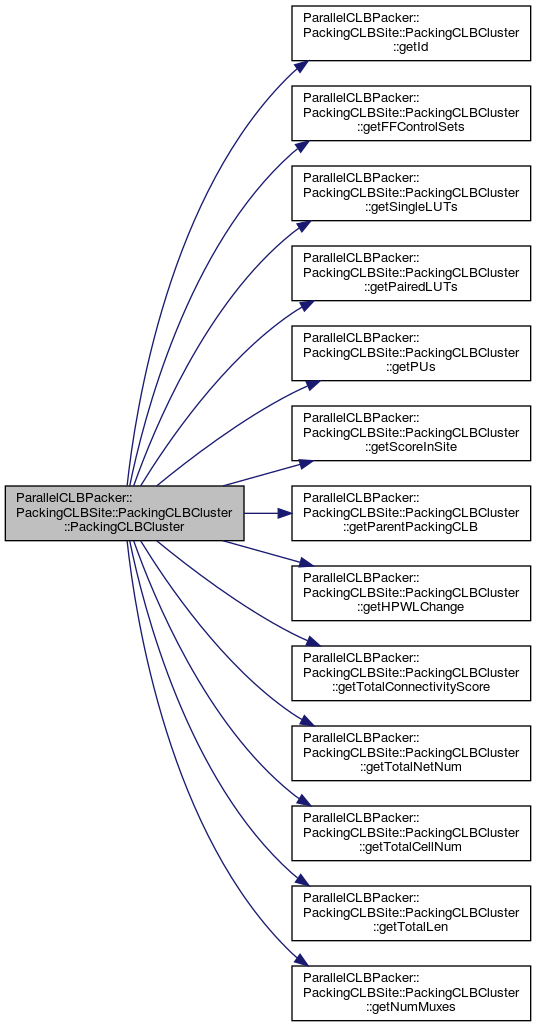 ParallelCLBPacker::
PackingCLBSite::PackingCLBCluster
::getId
ParallelCLBPacker::
PackingCLBSite::PackingCLBCluster
::getFFControlSets
ParallelCLBPacker::
PackingCLBSite::PackingCLBCluster
::getSingleLUTs
ParallelCLBPacker::
PackingCLBSite::PackingCLBCluster
::getPairedLUTs
ParallelCLBPacker::
PackingCLBSite::PackingCLBCluster
::getPUs
ParallelCLBPacker::
PackingCLBSite::PackingCLBCluster
::getScoreInSite
ParallelCLBPacker::
PackingCLBSite::PackingCLBCluster
::PackingCLBCluster
ParallelCLBPacker::
PackingCLBSite::PackingCLBCluster
::getParentPackingCLB
ParallelCLBPacker::
PackingCLBSite::PackingCLBCluster
::getHPWLChange
ParallelCLBPacker::
PackingCLBSite::PackingCLBCluster
::getTotalConnectivityScore
ParallelCLBPacker::
PackingCLBSite::PackingCLBCluster
::getTotalNetNum
ParallelCLBPacker::
PackingCLBSite::PackingCLBCluster
::getTotalCellNum
ParallelCLBPacker::
PackingCLBSite::PackingCLBCluster
::getTotalLen
ParallelCLBPacker::
PackingCLBSite::PackingCLBCluster
::getNumMuxes